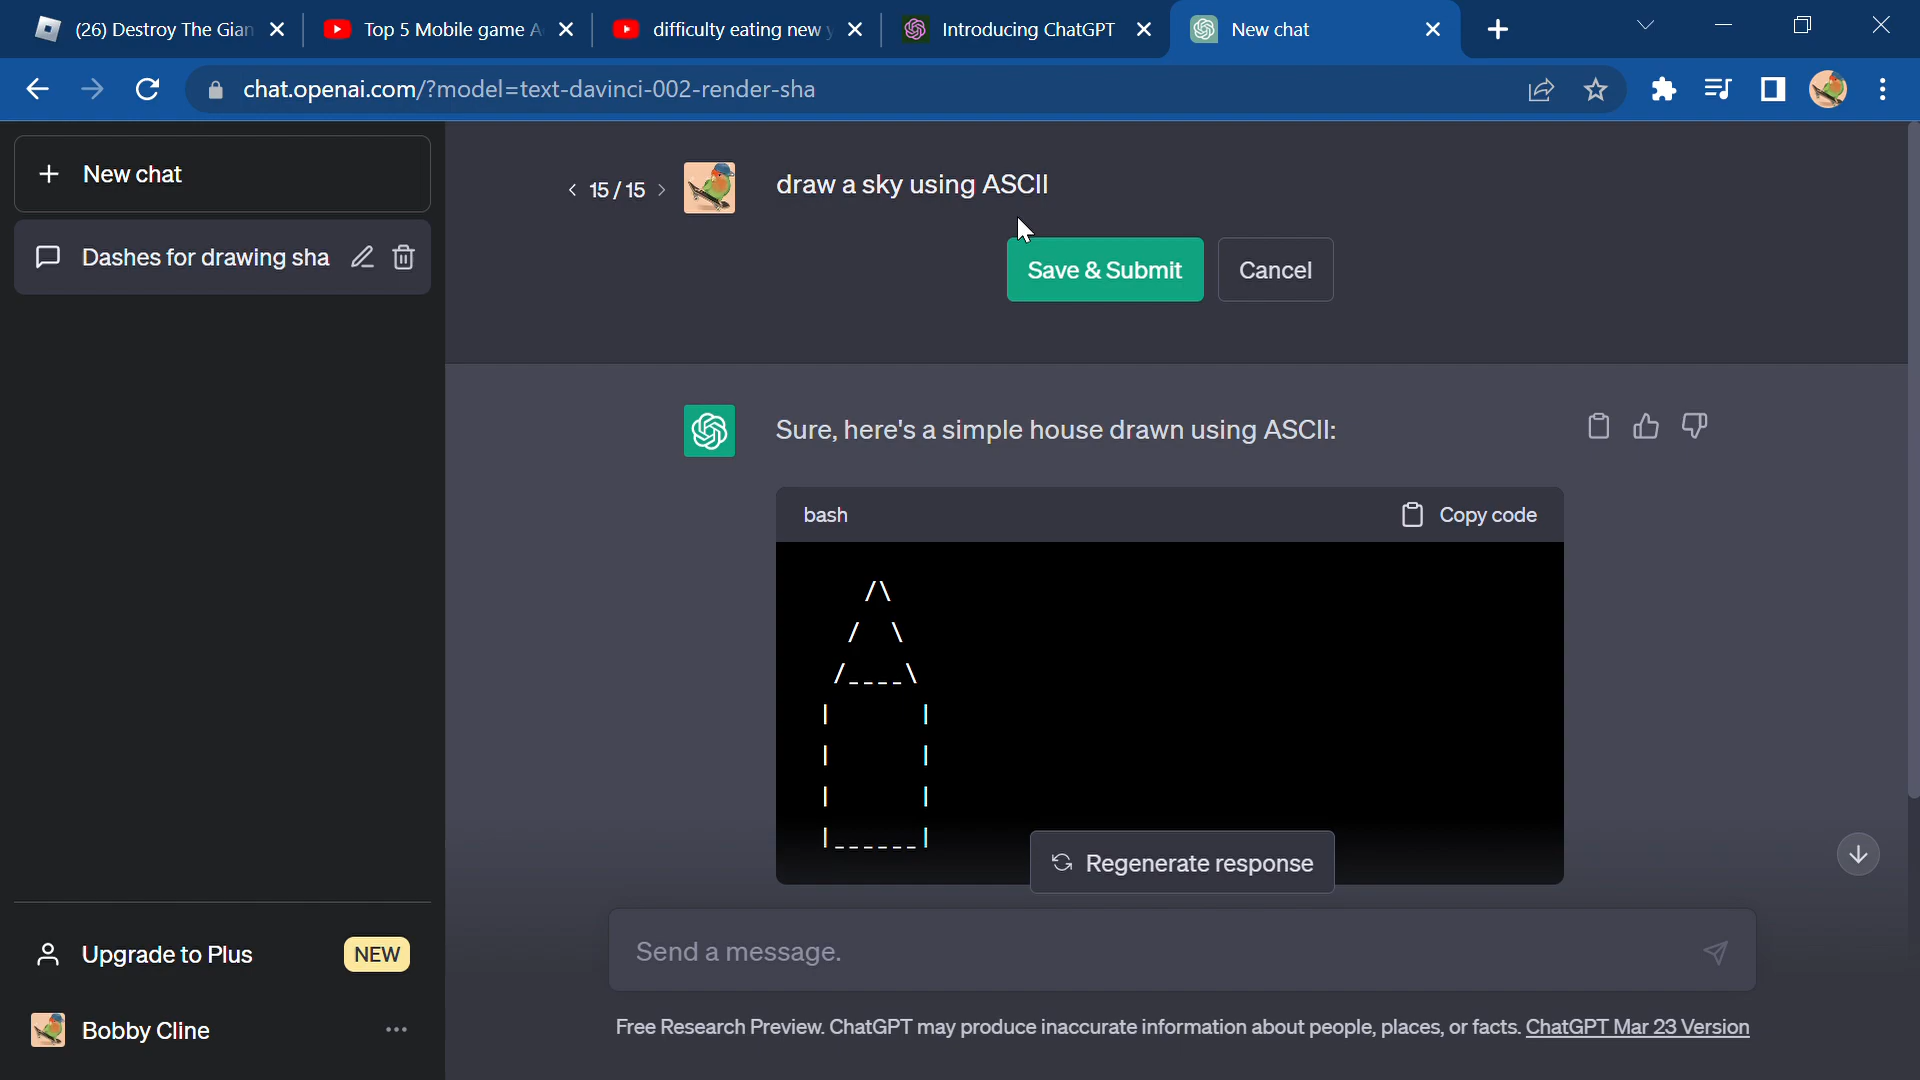 (26) Destroy The Gian
Top 5 Mobile game A
difficulty eating new y
Introducing ChatGPT
New chat
chat.openai.com/?model=text-davinci-002-render-sha
New chat
Dashes for drawing sha
15 / 15
draw a sky using ASCII
Save & Submit
Cancel
Sure, here's a simple house drawn using ASCII:
bash
Copy code
/\
/  \
/____\
|      |
|      |
|      |
|______|
Regenerate response
Send a message.
Upgrade to Plus
NEW
Bobby Cline
Free Research Preview. ChatGPT may produce inaccurate information about people, places, or facts. ChatGPT Mar 23 Version